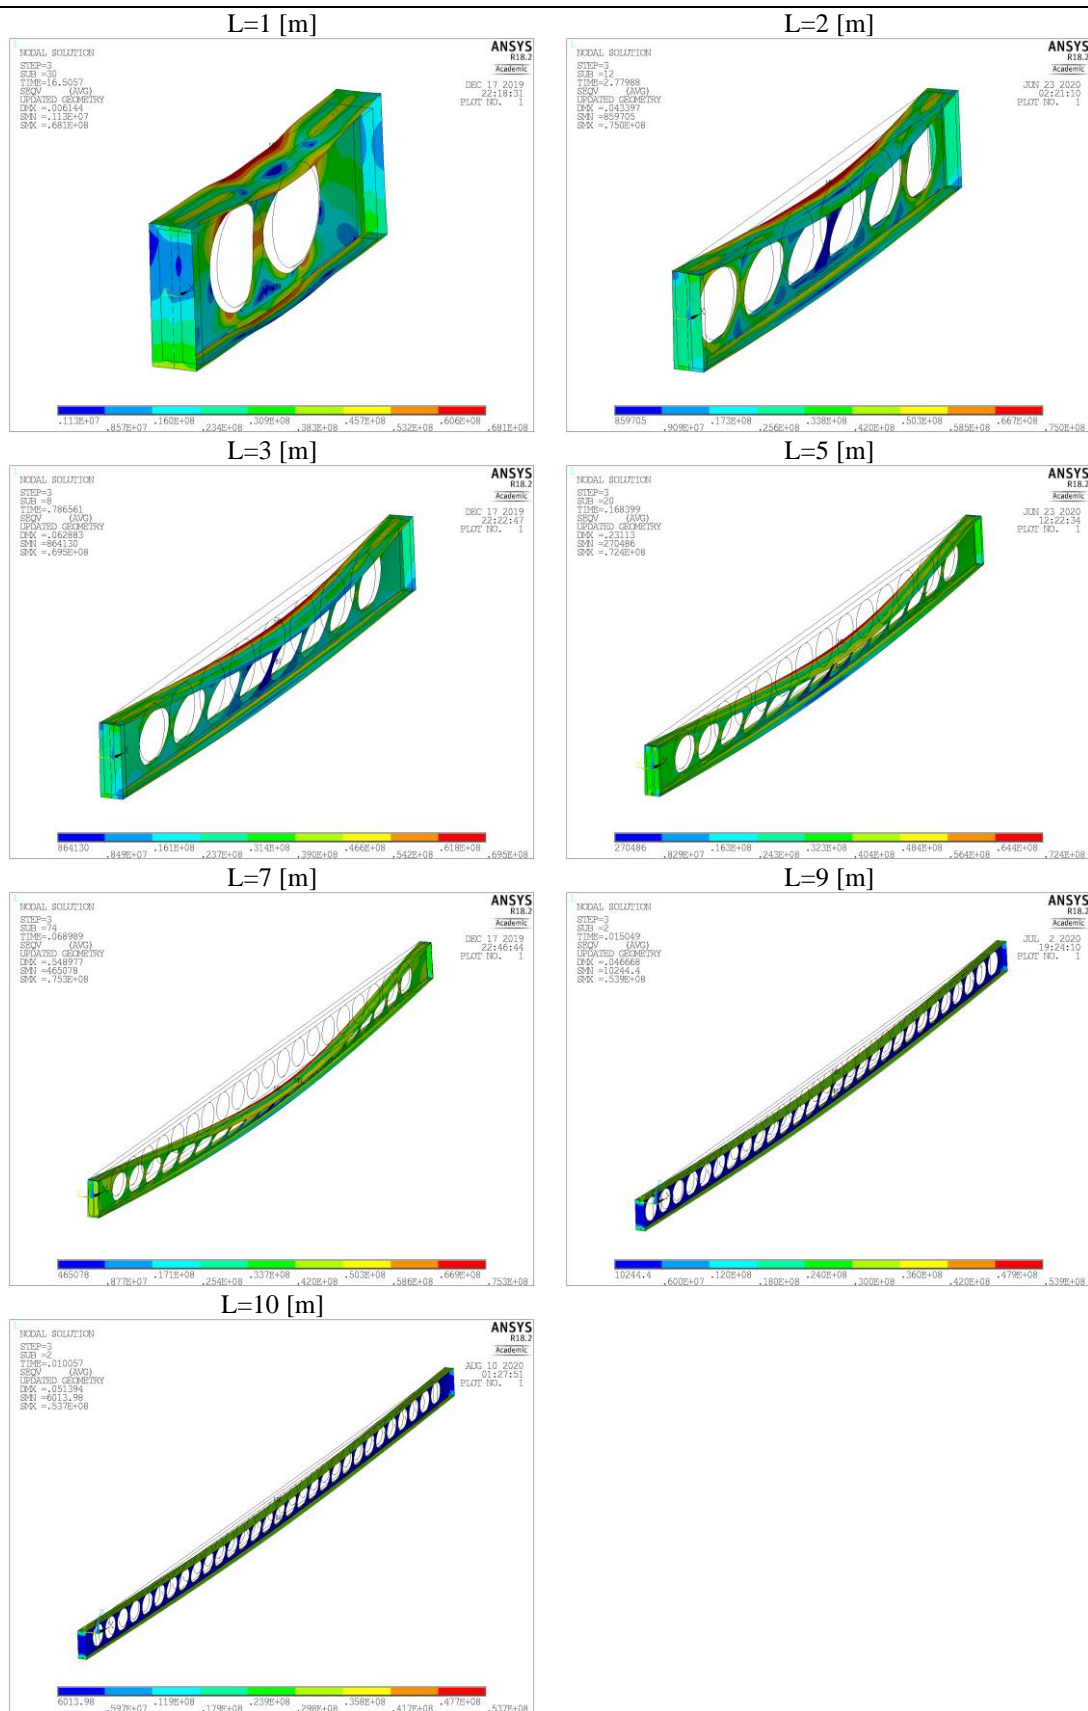 L=1 [m]
1
NODAL SOLUTION
STEP=3
SUB =30
TIME=16.5057
SEQV (AVG)
UPDATED GEOMETRY
DMX =.006144
SMN =.113E+07
SMX =.681E+08
ANSYS
R18.2
Academic
DEC 17 2019
22:18:31
PLOT NO. 1
.113E+07 .160E+08 .309E+08 .457E+08 .606E+08
.857E+07 .234E+08 .383E+08 .532E+08 .681E+08
L=2 [m]
1
NODAL SOLUTION
STEP=3
SUB =12
TIME=2.77988
SEQV (AVG)
UPDATED GEOMETRY
DMX =.043397
SMN =859705
SMX =.750E+08
ANSYS
R18.2
Academic
JUN 23 2020
02:21:10
PLOT NO. 1
859705 .173E+08 .338E+08 .503E+08 .667E+08
.909E+07 .256E+08 .420E+08 .585E+08 .750E+08
L=3 [m]
1
NODAL SOLUTION
STEP=3
SUB =8
TIME=.786561
SEQV (AVG)
UPDATED GEOMETRY
DMX =.062883
SMN =864130
SMX =.695E+08
ANSYS
R18.2
Academic
DEC 17 2019
22:22:47
PLOT NO. 1
864130 .161E+08 .314E+08 .466E+08 .618E+08
.849E+07 .237E+08 .390E+08 .542E+08 .695E+08
L=5 [m]
1
NODAL SOLUTION
STEP=3
SUB =20
TIME=.168399
SEQV (AVG)
UPDATED GEOMETRY
DMX =.23113
SMN =270486
SMX =.724E+08
ANSYS
R18.2
Academic
JUN 23 2020
12:22:34
PLOT NO. 1
270486 .163E+08 .323E+08 .484E+08 .644E+08
.829E+07 .243E+08 .404E+08 .564E+08 .724E+08
L=7 [m]
1
NODAL SOLUTION
STEP=3
SUB =74
TIME=.068989
SEQV (AVG)
UPDATED GEOMETRY
DMX =.548977
SMN =465078
SMX =.753E+08
ANSYS
R18.2
Academic
DEC 17 2019
22:46:44
PLOT NO. 1
465078 .171E+08 .337E+08 .503E+08 .669E+08
.877E+07 .254E+08 .420E+08 .586E+08 .753E+08
L=9 [m]
1
NODAL SOLUTION
STEP=3
SUB =2
TIME=.015049
SEQV (AVG)
UPDATED GEOMETRY
DMX =.046668
SMN =10244.4
SMX =.539E+08
ANSYS
R18.2
Academic
JUL 2 2020
19:24:10
PLOT NO. 1
10244.4 .120E+08 .240E+08 .360E+08 .479E+08
.600E+07 .180E+08 .300E+08 .420E+08 .539E+08
L=10 [m]
1
NODAL SOLUTION
STEP=3
SUB =2
TIME=.010057
SEQV (AVG)
UPDATED GEOMETRY
DMX =.051394
SMN =6013.98
SMX =.537E+08
ANSYS
R18.2
Academic
AUG 10 2020
01:27:51
PLOT NO. 1
6013.98 .119E+08 .239E+08 .358E+08 .477E+08
.597E+07 .179E+08 .298E+08 .417E+08 .537E+08